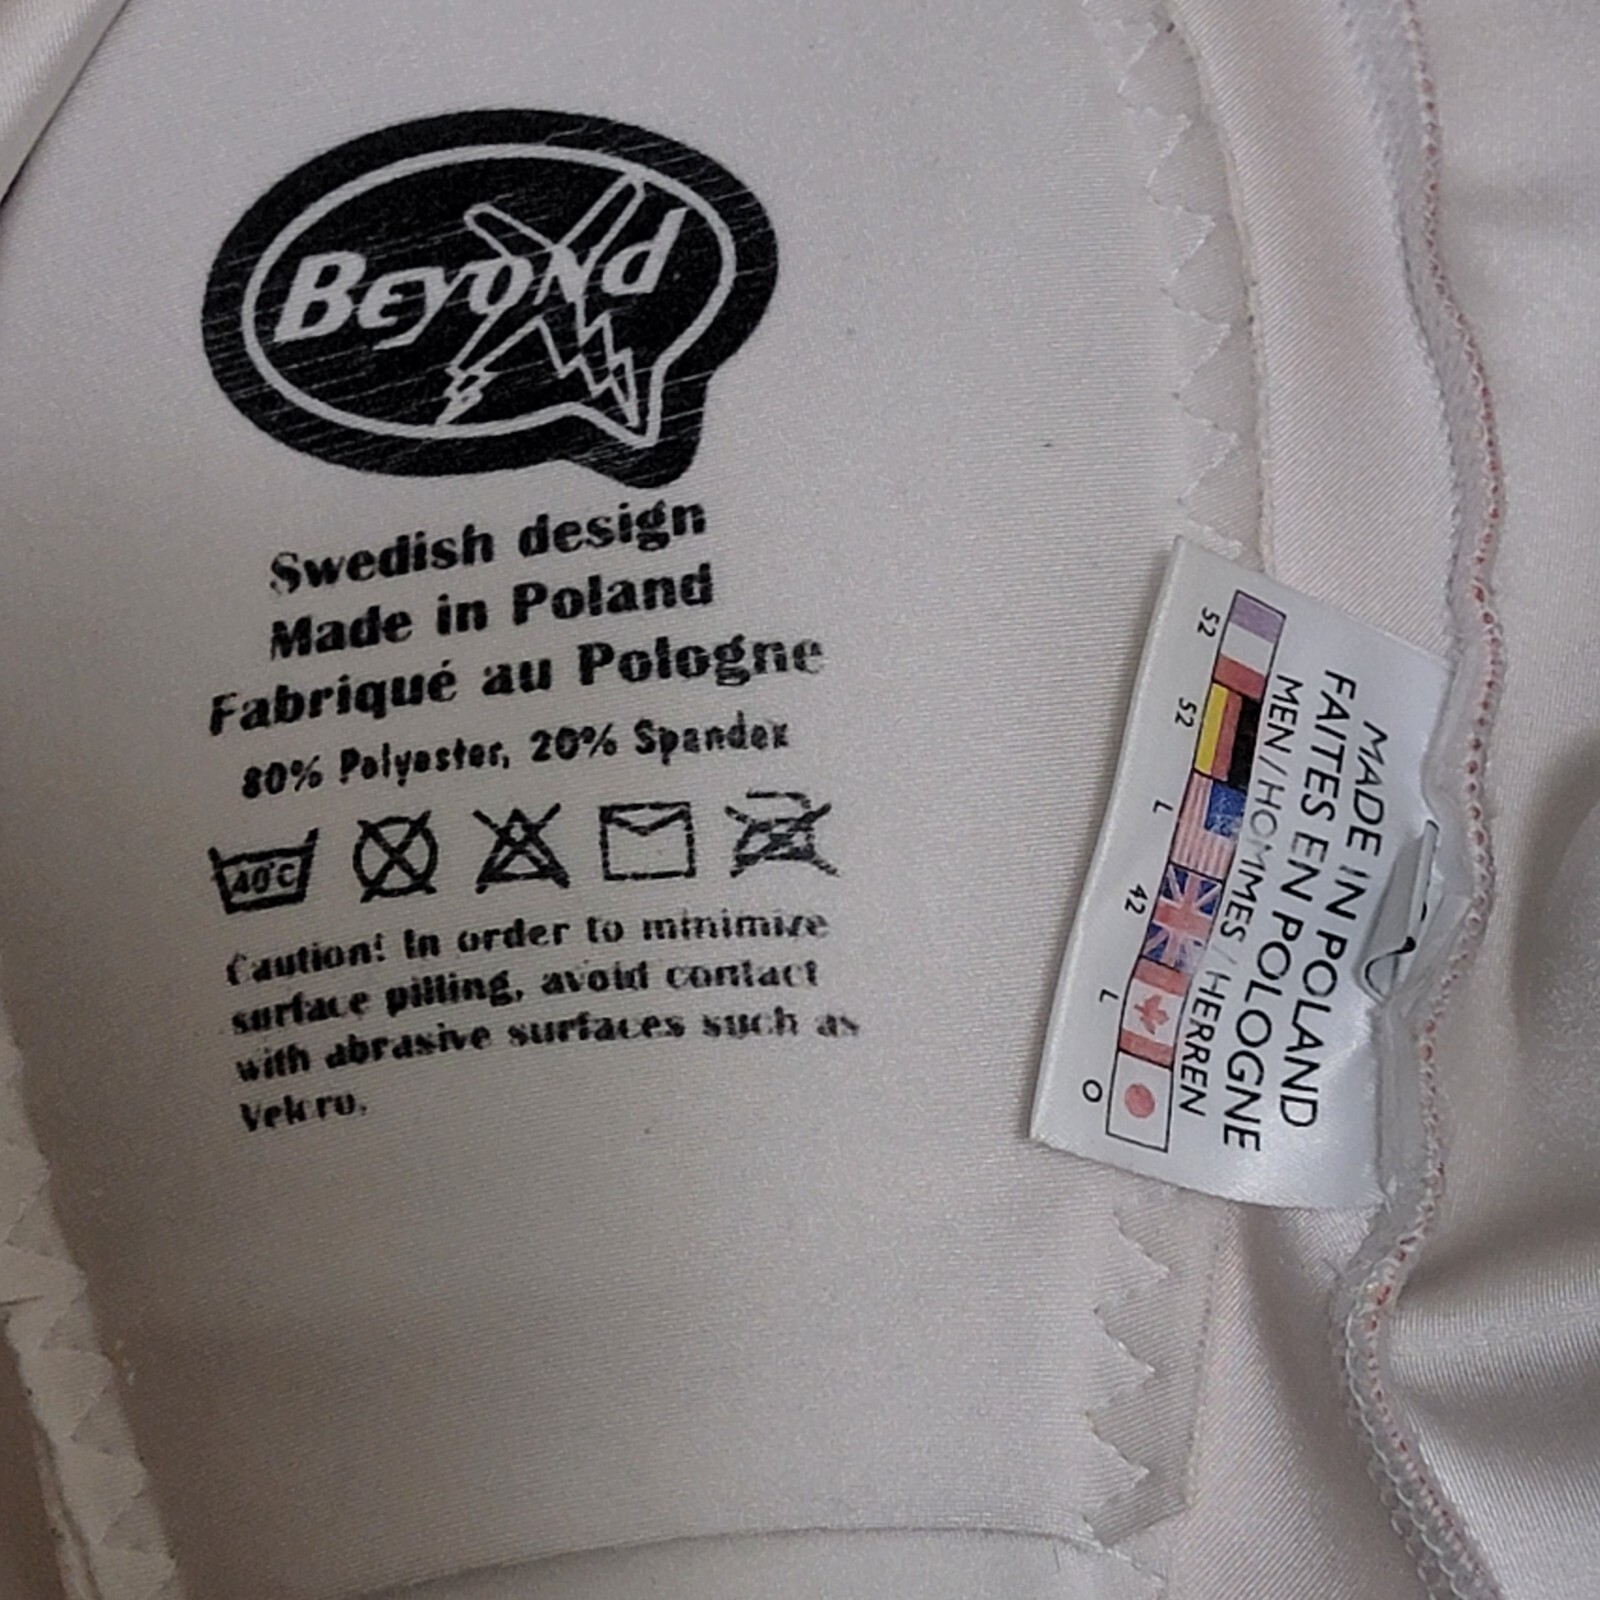 BEYOND
Swedish design
Made in Poland
Fabriqué au Pologne
80% Polyester, 20% Spandex
40°C
Caution! In order to minimize
surface pilling, avoid contact
with abrasive surfaces such as
Velcro.
MADE IN POLAND
FAITES EN POLOGNE
MEN/HOMMES/HERREN
52 52 L 42 L O